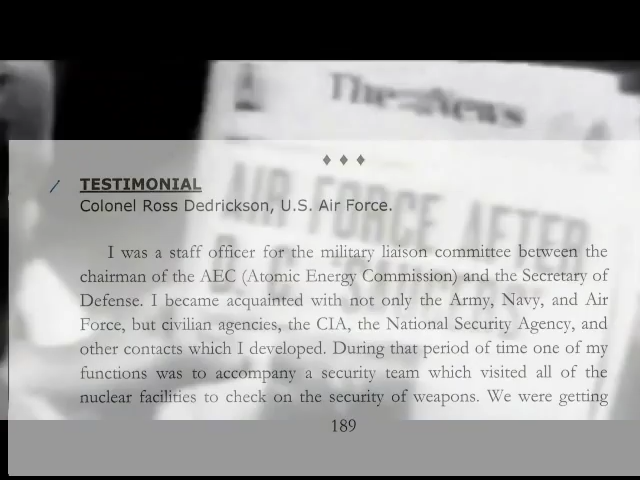 The News
AIR FORCE AFTER
♦ ♦ ♦
TESTIMONIAL
Colonel Ross Dedrickson, U.S. Air Force.
I was a staff officer for the military liaison committee between the
chairman of the AEC (Atomic Energy Commission) and the Secretary of
Defense. I became acquainted with not only the Army, Navy, and Air
Force, but civilian agencies, the CIA, the National Security Agency, and
other contacts which I developed. During that period of time one of my
functions was to accompany a security team which visited all of the
nuclear facilities to check on the security of weapons. We were getting
189